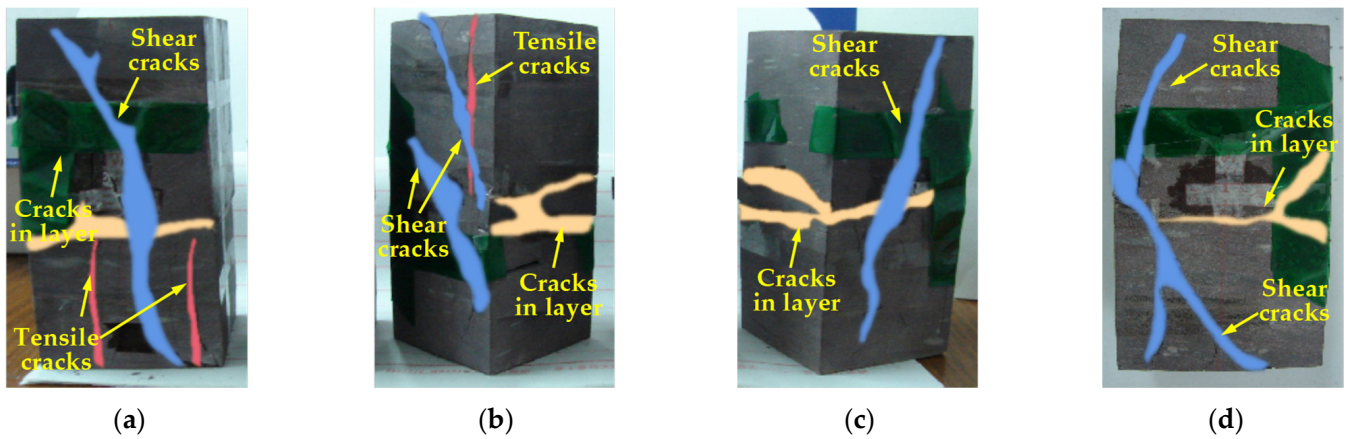 Shear
cracks
Cracks
in layer
Tensile
cracks
(a)
Tensile
cracks
Shear
cracks
Cracks
in layer
(b)
Shear
cracks
Cracks
in layer
(c)
Shear
cracks
Cracks
in layer
Shear
cracks
(d)